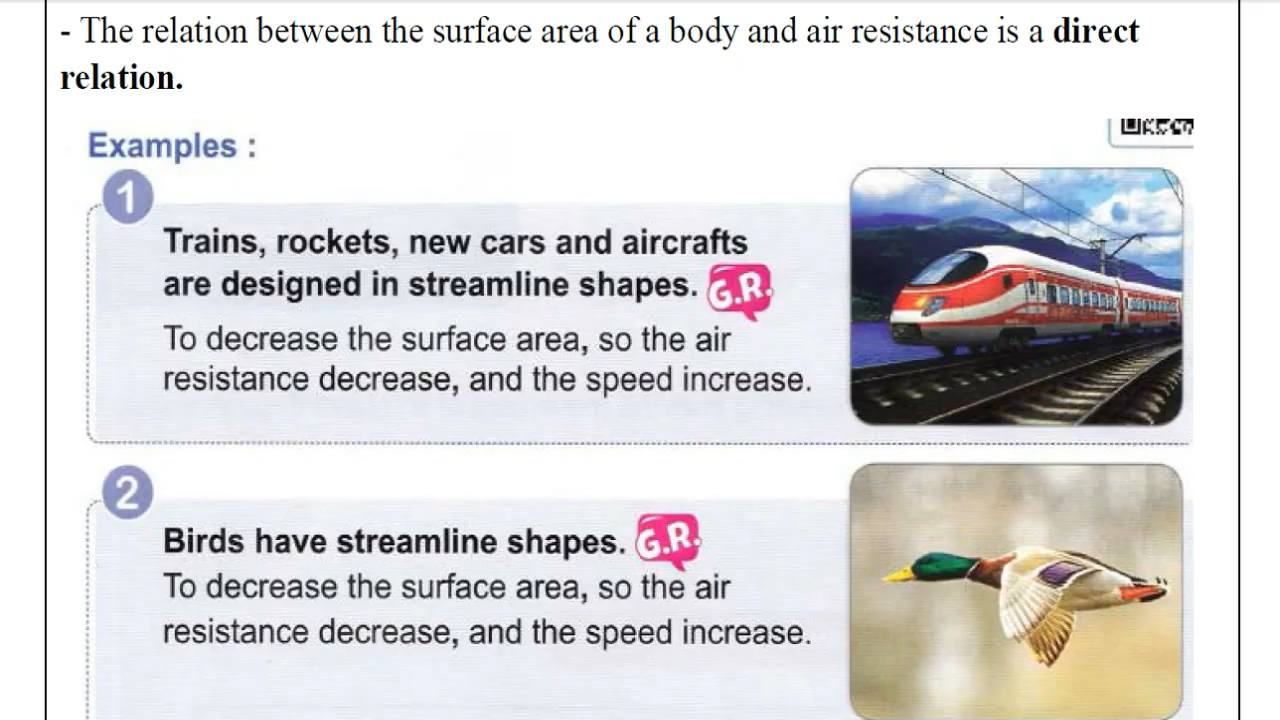 - The relation between the surface area of a body and air resistance is a direct
relation.
Examples :
1
Trains, rockets, new cars and aircrafts
are designed in streamline shapes. G.R.
To decrease the surface area, so the air
resistance decrease, and the speed increase.
2
Birds have streamline shapes. G.R.
To decrease the surface area, so the air
resistance decrease, and the speed increase.